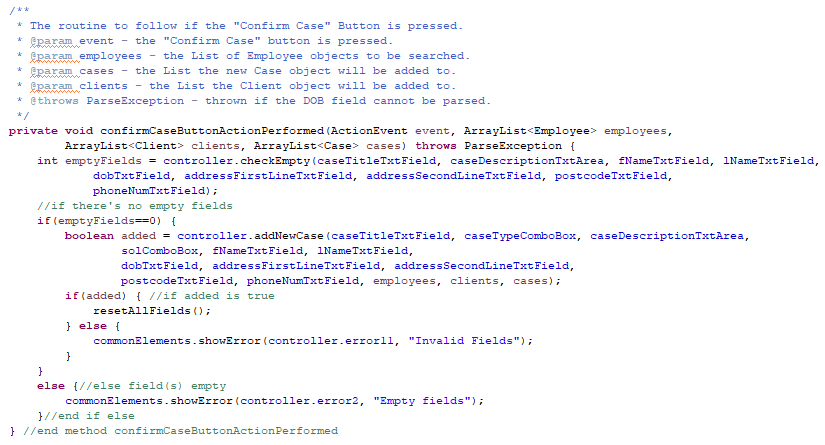 /**
 * The routine to follow if the "Confirm Case" Button is pressed.
 * @param event - the "Confirm Case" button is pressed.
 * @param employees - the List of Employee objects to be searched.
 * @param cases - the List the new Case object will be added to.
 * @param clients - the List the Client object will be added to.
 * @throws ParseException - thrown if the DOB field cannot be parsed.
 */
private void confirmCaseButtonActionPerformed(ActionEvent event, ArrayList<Employee> employees,
        ArrayList<Client> clients, ArrayList<Case> cases) throws ParseException {
    int emptyFields = controller.checkEmpty(caseTitleTxtField, caseDescriptionTxtArea, fNameTxtField, lNameTxtField,
            dobTxtField, addressFirstLineTxtField, addressSecondLineTxtField, postcodeTxtField,
            phoneNumTxtField);
    //if there's no empty fields
    if(emptyFields==0) {
        boolean added = controller.addNewCase(caseTitleTxtField, caseTypeComboBox, caseDescriptionTxtArea,
                solComboBox, fNameTxtField, lNameTxtField,
                dobTxtField, addressFirstLineTxtField, addressSecondLineTxtField,
                postcodeTxtField, phoneNumTxtField, employees, clients, cases);
        if(added) { //if added is true
            resetAllFields();
        } else {
            commonElements.showError(controller.error11, "Invalid Fields");
        }
    }
    else {//else field(s) empty
        commonElements.showError(controller.error2, "Empty fields");
    }//end if else
} //end method confirmCaseButtonActionPerformed